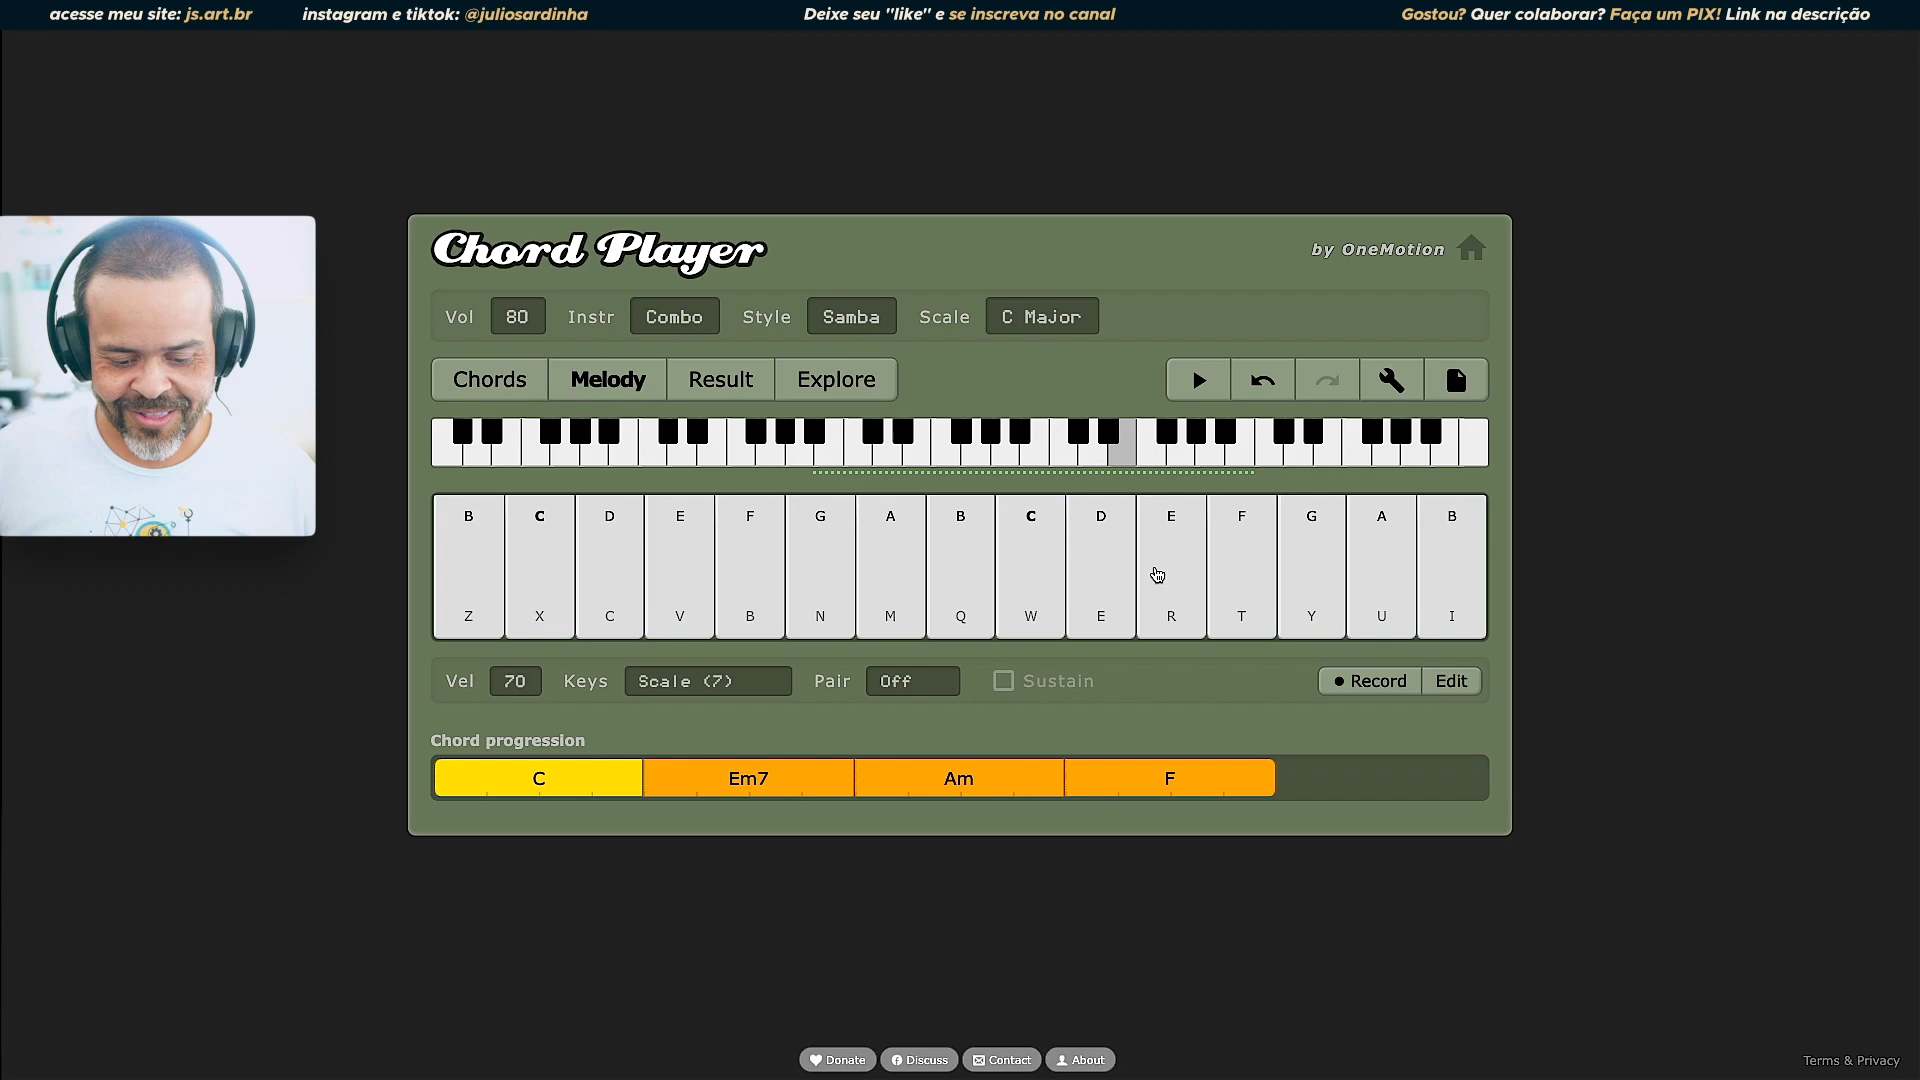 acesse meu site: js.art.br instagram e tiktok: @juliosardinha Deixe seu "like" e se inscreva no canal Gostou? Quer colaborar? Faça um PIX! Link na descrição
Chord Player by OneMotion
Vol 80 Instr Combo Style Samba Scale C Major
Chords Melody Result Explore
B C D E F G A B C D E F G A B
Z X C V B N M Q W E R T Y U I
Vel 70 Keys Scale (7) Pair Off Sustain Record Edit
Chord progression
C Em7 Am F
Donate Discuss Contact About Terms & Privacy